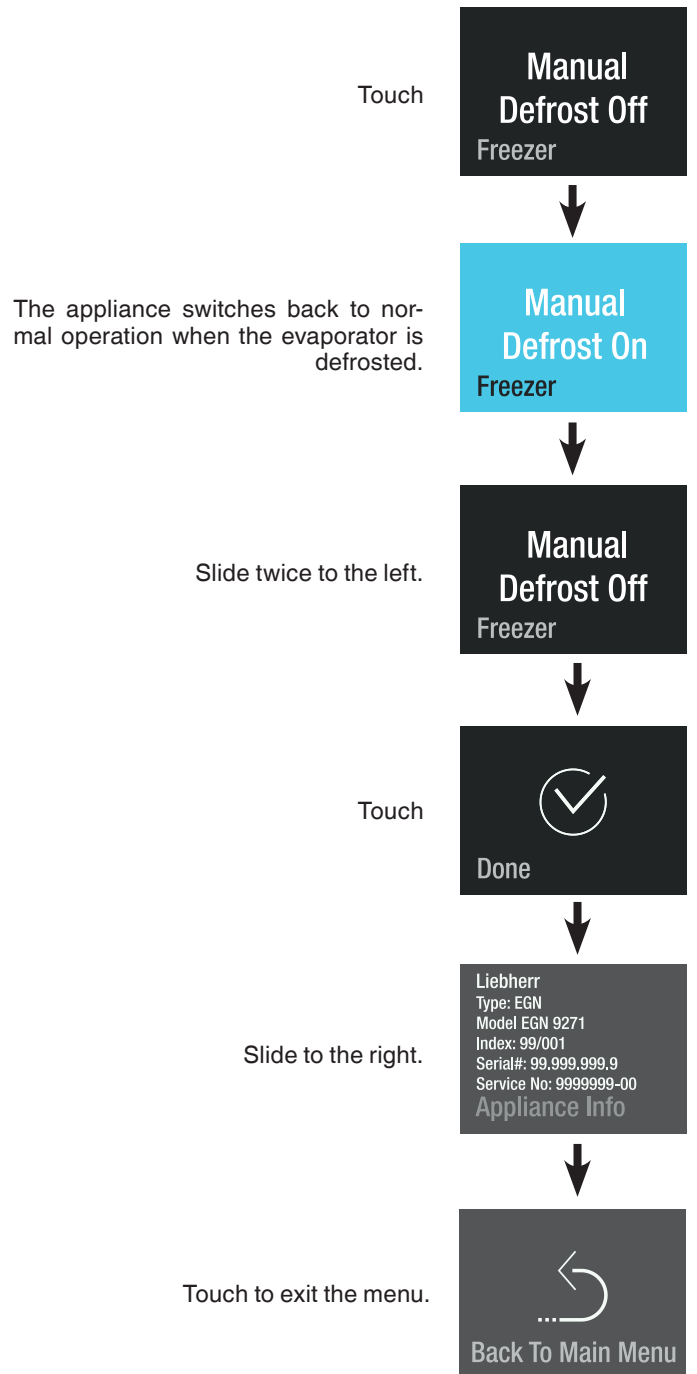 Touch
Manual
Defrost Off
Freezer
The appliance switches back to nor-
mal operation when the evaporator is
defrosted.
Manual
Defrost On
Freezer
Slide twice to the left.
Manual
Defrost Off
Freezer
Touch
Done
Slide to the right.
Liebherr
Type: EGN
Model EGN 9271
Index: 99/001
Serial#: 99.999.999.9
Service No: 9999999-00
Appliance Info
Touch to exit the menu.
Back To Main Menu